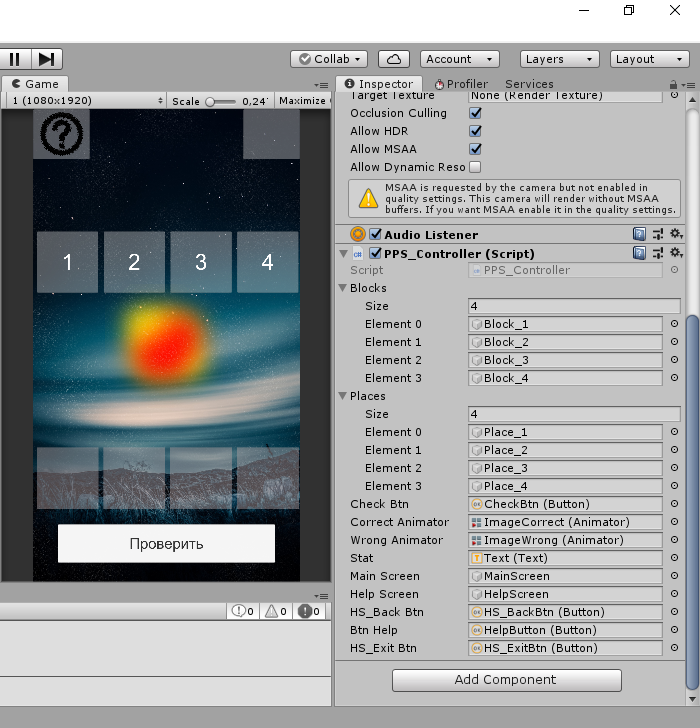 Collab
Account
Layers
Layout
Game
1 (1080x1920)
Scale
0,24
Maximize
?
1
2
3
4
Проверить
0
0
0
Inspector
Profiler
Services
Target Texture
None (Render Texture)
Occlusion Culling
Allow HDR
Allow MSAA
Allow Dynamic Reso
MSAA is requested by the camera but not enabled in
quality settings. This camera will render without MSAA
buffers. If you want MSAA enable it in the quality settings.
Audio Listener
PPS_Controller (Script)
Script
PPS_Controller
Blocks
Size
4
Element 0
Block_1
Element 1
Block_2
Element 2
Block_3
Element 3
Block_4
Places
Size
4
Element 0
Place_1
Element 1
Place_2
Element 2
Place_3
Element 3
Place_4
Check Btn
CheckBtn (Button)
Correct Animator
ImageCorrect (Animator)
Wrong Animator
ImageWrong (Animator)
Stat
Text (Text)
Main Screen
MainScreen
Help Screen
HelpScreen
HS_Back Btn
HS_BackBtn (Button)
Btn Help
HelpButton (Button)
HS_Exit Btn
HS_ExitBtn (Button)
Add Component